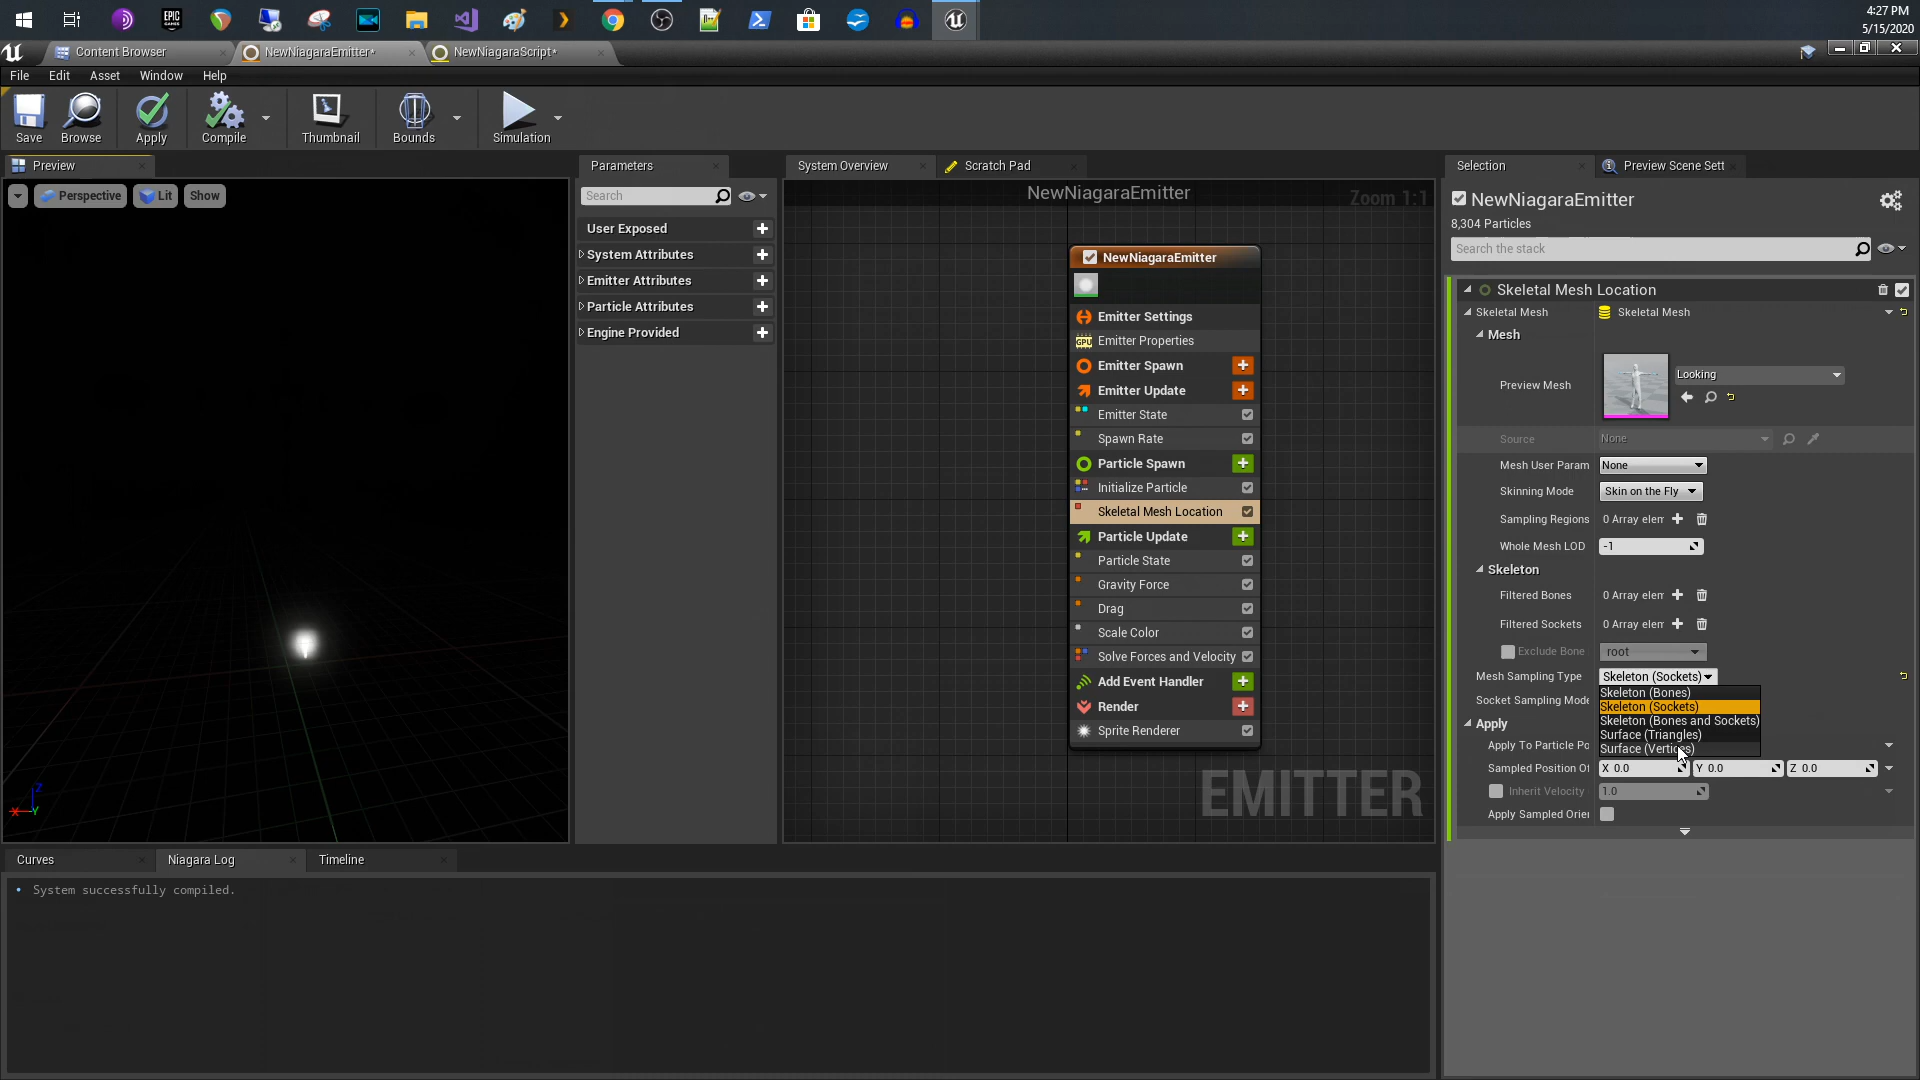 4:27 PM
5/15/2020
EPIC GAMES
Content Browser
NewNiagaraEmitter*
NewNiagaraScript*
File Edit Asset Window Help
Save Browse Apply Compile Thumbnail Bounds Simulation
Preview
Perspective Lit Show
Parameters
Search
User Exposed
System Attributes
Emitter Attributes
Particle Attributes
Engine Provided
System Overview
Scratch Pad
NewNiagaraEmitter
Zoom 1:1
NewNiagaraEmitter
Emitter Settings
GPU Emitter Properties
Emitter Spawn
Emitter Update
Emitter State
Spawn Rate
Particle Spawn
Initialize Particle
Skeletal Mesh Location
Particle Update
Particle State
Gravity Force
Drag
Scale Color
Solve Forces and Velocity
Add Event Handler
Render
Sprite Renderer
EMITTER
Z
X Y
Selection
Preview Scene Sett
NewNiagaraEmitter
8,304 Particles
Search the stack
Skeletal Mesh Location
Skeletal Mesh Skeletal Mesh
Mesh
Preview Mesh Looking
Source None
Mesh User Param None
Skinning Mode Skin on the Fly
Sampling Regions 0 Array elem
Whole Mesh LOD -1
Skeleton
Filtered Bones 0 Array elem
Filtered Sockets 0 Array elem
Exclude Bone root
Mesh Sampling Type Skeleton (Sockets)
Skeleton (Bones)
Socket Sampling Mode Skeleton (Sockets)
Skeleton (Bones and Sockets)
Apply Surface (Triangles)
Apply To Particle Po Surface (Vertices)
Sampled Position Of X 0.0 Y 0.0 Z 0.0
Inherit Velocity 1.0
Apply Sampled Orie
Curves
Niagara Log
Timeline
• System successfully compiled.